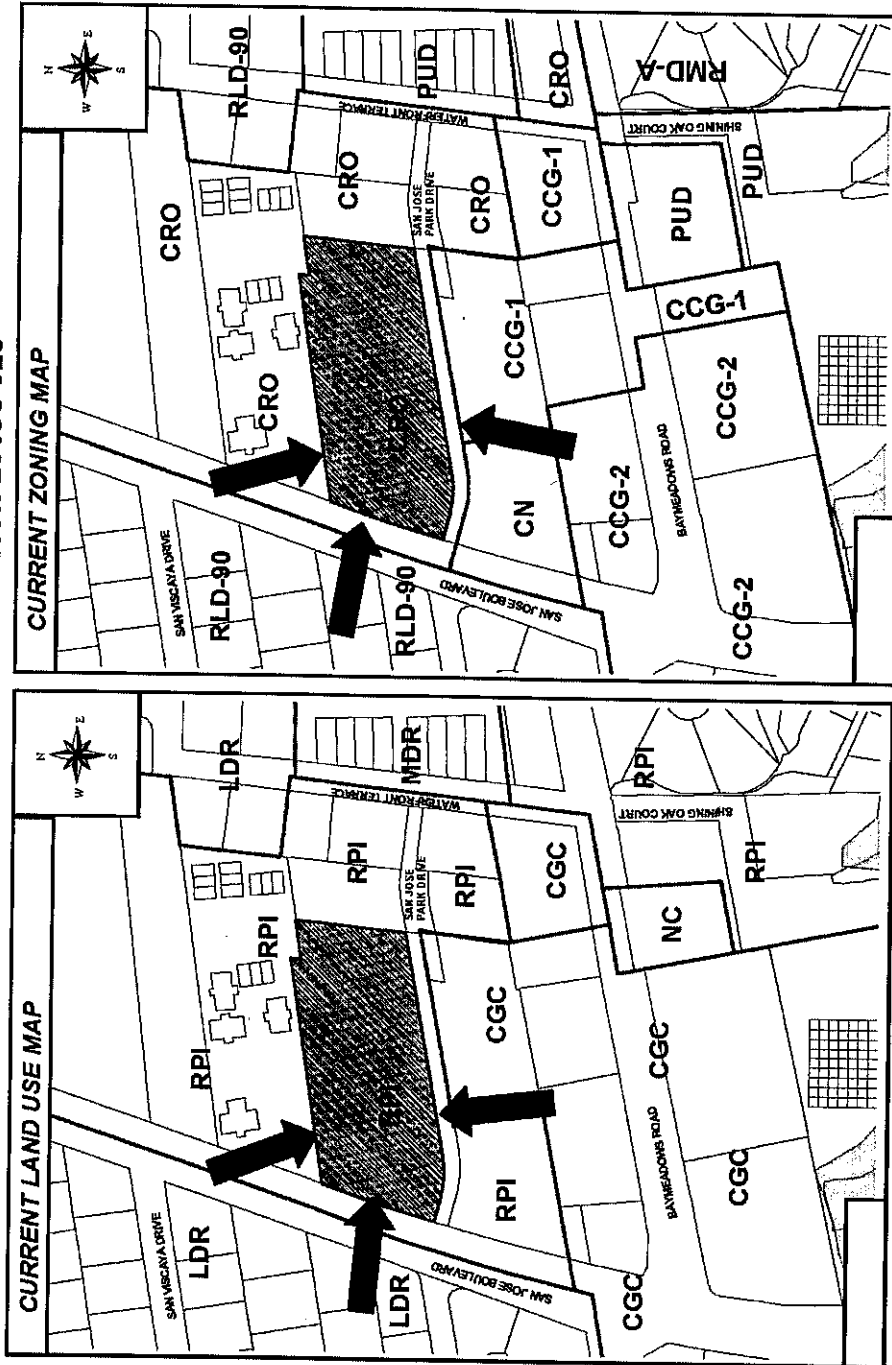 CURRENT LAND USE MAP
N
W
E
S
SAN VISCAYA DRIVE
LDR
RPI
RPI
LDR
RPI
WATERFRONT TERRACE
MDR
SAN JOSE
PARK DRIVE
RPI
LDR
SAN JOSE BOULEVARD
RPI
CGC
CGC
RPI
SHINING OAK COURT
NC
RPI
BAYMEADOWS ROAD
CGC
CGC
CGC
CURRENT ZONING MAP
N
W
E
S
CRO
SAN VISCAYA DRIVE
RLD-90
CRO
RLD-90
CRO
WATERFRONT TERRACE
PUD
SAN JOSE
PARK DRIVE
CRO
CRO
RLD-90
SAN JOSE BOULEVARD
CN
CCG-1
CCG-1
RMD-A
SHINING OAK COURT
PUD
PUD
CCG-2
BAYMEADOWS ROAD
CCG-1
CCG-2
CCG-2